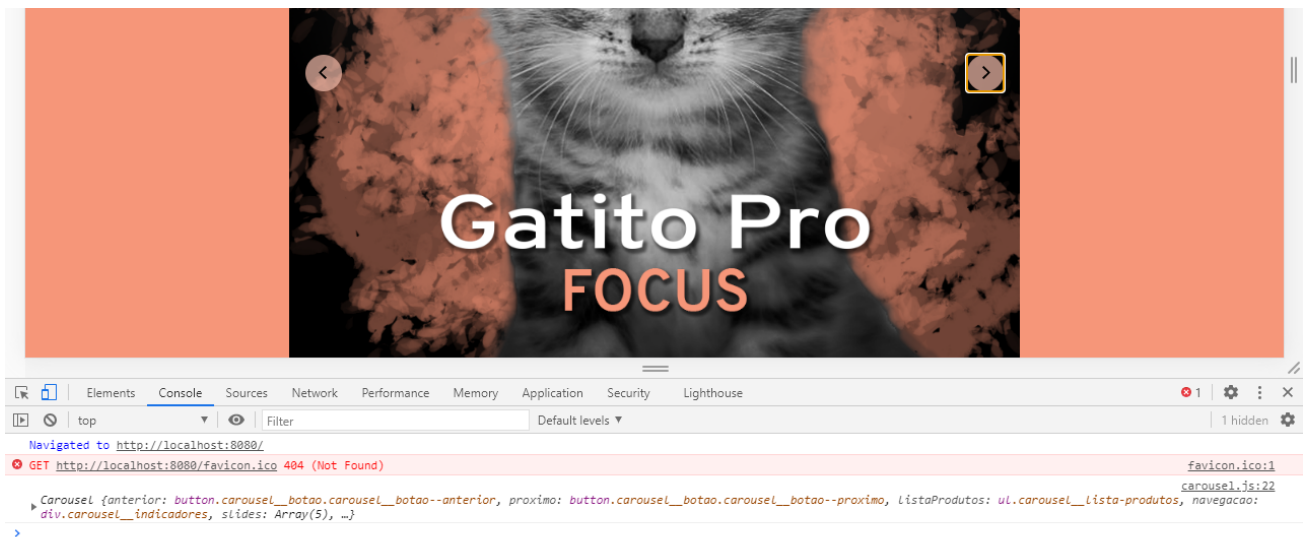 Gatito Pro
FOCUS
Elements Console Sources Network Performance Memory Application Security Lighthouse 1
top Filter Default levels 1 hidden
Navigated to http://localhost:8080/
GET http://localhost:8080/favicon.ico 404 (Not Found) favicon.ico:1
carousel.js:22
Carousel {anterior: button.carousel__botao.carousel__botao--anterior, proximo: button.carousel__botao.carousel__botao--proximo, listaProdutos: ul.carousel__lista-produtos, navegacao:
div.carousel__indicadores, slides: Array(5), …}